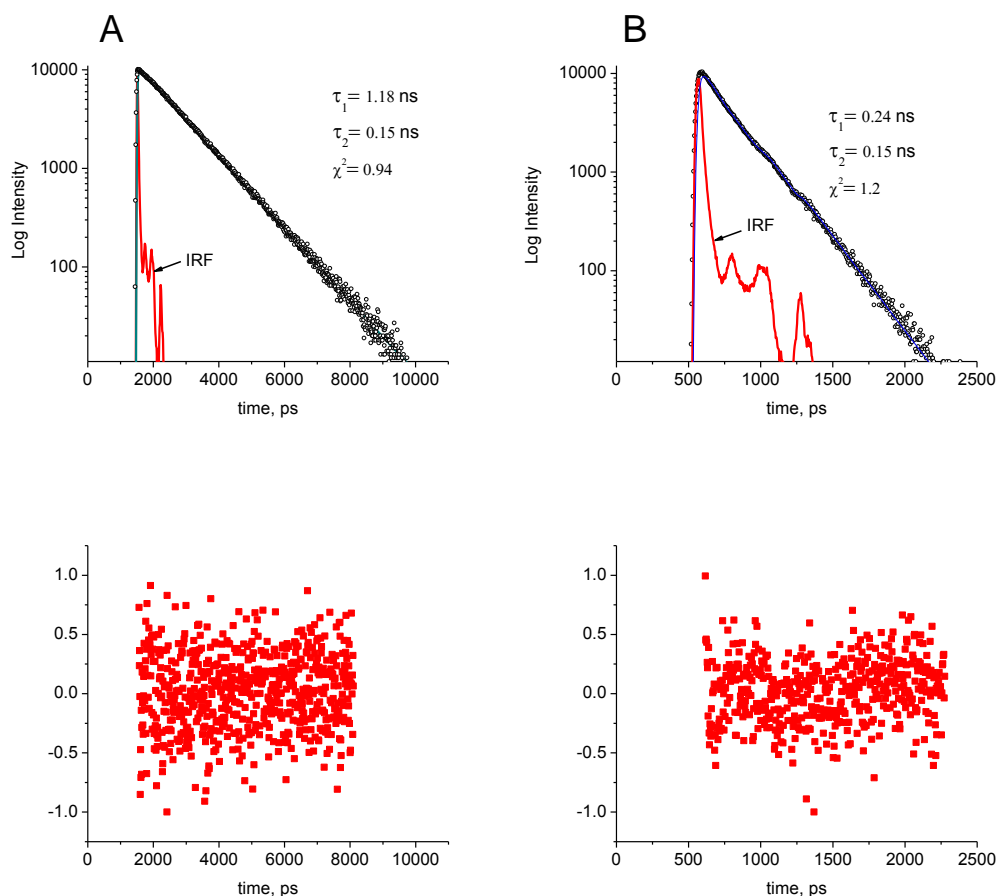 A
10000
1000
100
Log Intensity
τ1= 1.18 ns
τ2= 0.15 ns
χ2= 0.94
IRF
0 2000 4000 6000 8000 10000
time, ps
B
10000
1000
100
Log Intensity
τ1= 0.24 ns
τ2= 0.15 ns
χ2= 1.2
IRF
0 500 1000 1500 2000 2500
time, ps
1.0
0.5
0.0
-0.5
-1.0
0 2000 4000 6000 8000 10000
time, ps
1.0
0.5
0.0
-0.5
-1.0
0 500 1000 1500 2000 2500
time, ps